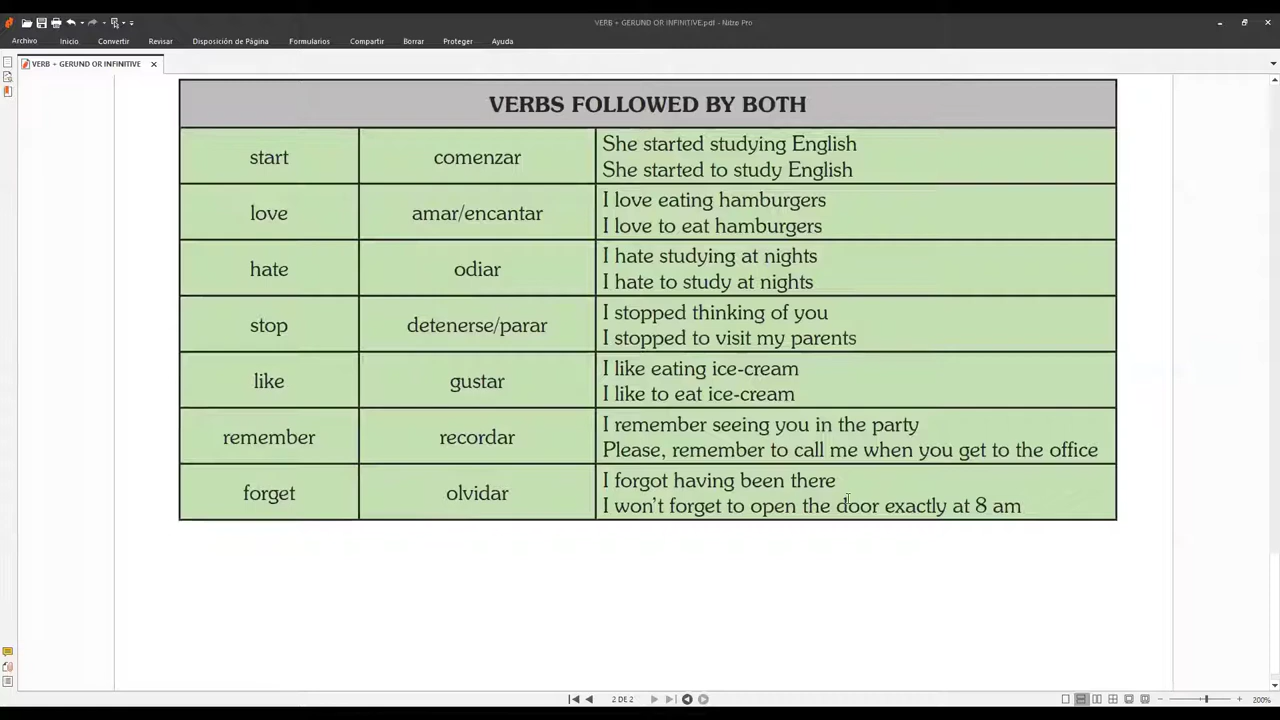 VERB + GERUND OR INFINITIVE.pdf - Nitro Pro
Archivo Inicio Convertir Revisar Disposición de Página Formularios Compartir Borrar Proteger Ayuda
VERB + GERUND OR INFINITIVE
VERBS FOLLOWED BY BOTH
start comenzar She started studying English
She started to study English
love amar/encantar I love eating hamburgers
I love to eat hamburgers
hate odiar I hate studying at nights
I hate to study at nights
stop detenerse/parar I stopped thinking of you
I stopped to visit my parents
like gustar I like eating ice-cream
I like to eat ice-cream
remember recordar I remember seeing you in the party
Please, remember to call me when you get to the office
forget olvidar I forgot having been there
I won't forget to open the door exactly at 8 am
2 DE 2
200%